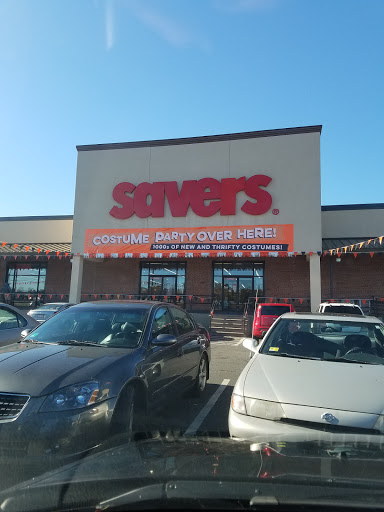 savers®
COSTUME PARTY OVER HERE!
1000s OF NEW AND THRIFTY COSTUMES!